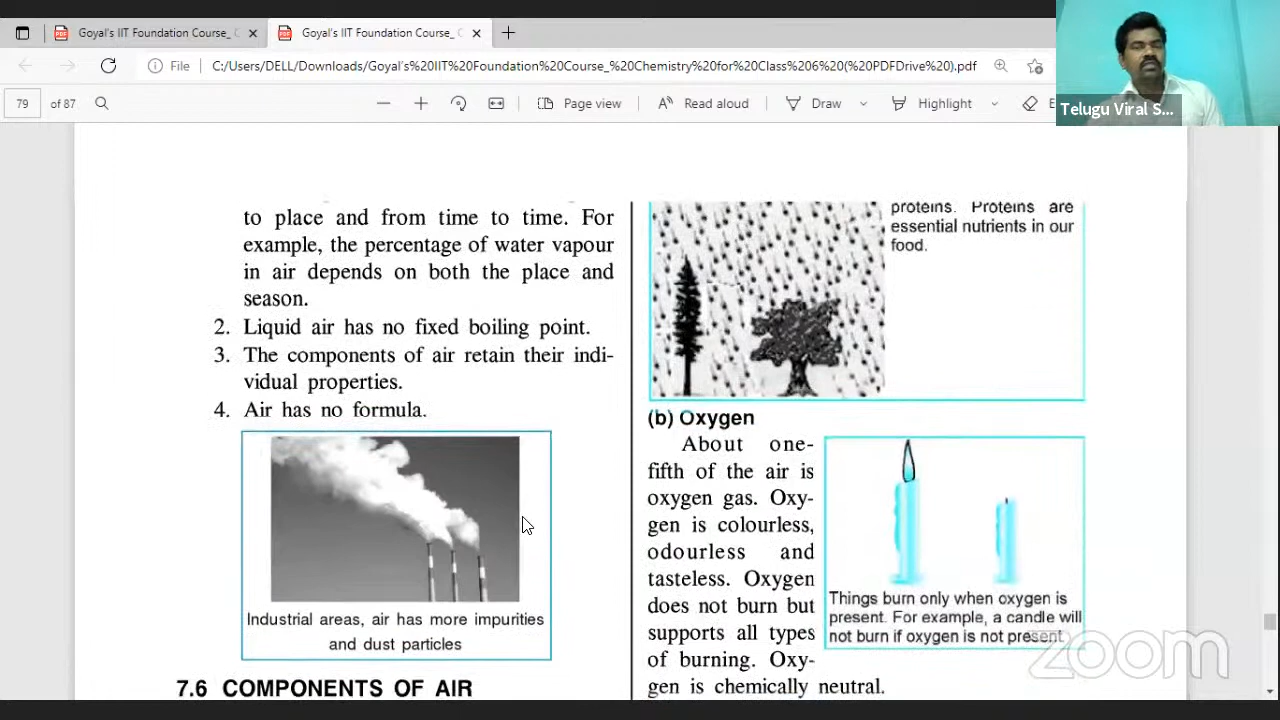 Goyal's IIT Foundation Course_
Goyal's IIT Foundation Course_
File
C:/Users/DELL/Downloads/Goyal's%20IIT%20Foundation%20Course_%20Chemistry%20for%20Class%206%20(%20PDFDrive%20).pdf
79 of 87
Page view
Read aloud
Draw
Highlight
Telugu Viral S...
to place and from time to time. For
example, the percentage of water vapour
in air depends on both the place and
season.
2. Liquid air has no fixed boiling point.
3. The components of air retain their indi-
vidual properties.
4. Air has no formula.
Industrial areas, air has more impurities
and dust particles
7.6 COMPONENTS OF AIR
proteins. Proteins are
essential nutrients in our
food.
(b) Oxygen
About one-
fifth of the air is
oxygen gas. Oxy-
gen is colourless,
odourless and
tasteless. Oxygen
does not burn but
supports all types
of burning. Oxy-
gen is chemically neutral.
Things burn only when oxygen is
present. For example, a candle will
not burn if oxygen is not present
zoom